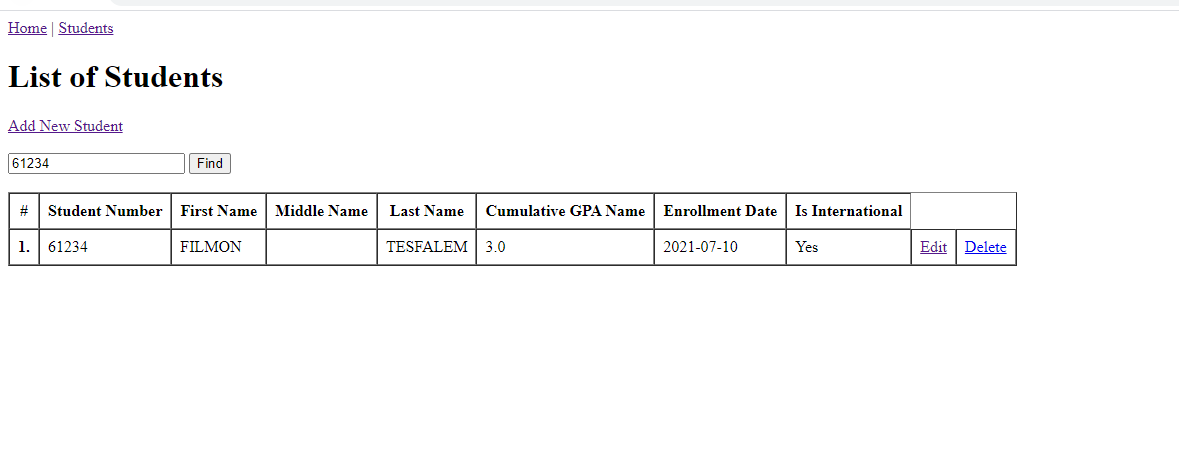 Home | Students
List of Students
Add New Student
61234 Find
# Student Number First Name Middle Name Last Name Cumulative GPA Name Enrollment Date Is International
1. 61234 FILMON TESFALEM 3.0 2021-07-10 Yes Edit Delete